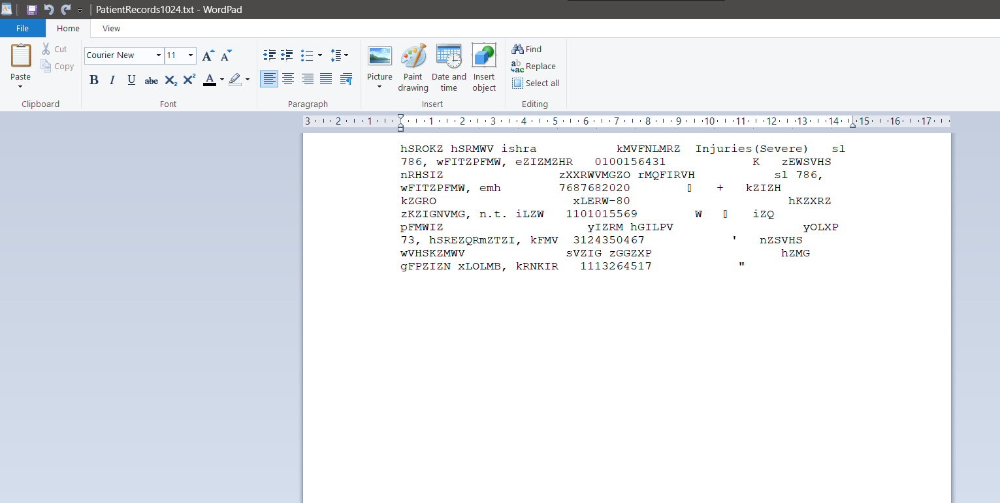 PatientRecords1024.txt - WordPad
File Home View
Paste Cut Copy
Clipboard
Courier New 11
B I U abc X₂ X² A
Font
Paragraph
Picture Paint drawing Date and time Insert object
Insert
Find
Replace
Select all
Editing
3 2 1 1 2 3 4 5 6 7 8 9 10 11 12 13 14 15 16 17
hSROKZ hSRMWV ishra kMVFNLMRZ Injuries(Severe) sl
786, wFITZPFMW, eZIZMZHR 0100156431 K zEWSVHS
nRHSIZ zXXRWVMGZO rMQFIRVH sl 786,
wFITZPFMW, emh 7687682020 ▯ + kZIZH
kZGRO xLERW-80 hKZXRZ
zKZIGNVMG, n.t. iLZW 1101015569 W ▯ iZQ
pFMWIZ yIZRM hGILPV yOLXP
73, hSREZQRmZTZI, kFMV 3124350467 ' nZSVHS
wVHSKZMWV sVZIG zGGZXP hZMG
gFPZIZN xLOLMB, kRNKIR 1113264517 "